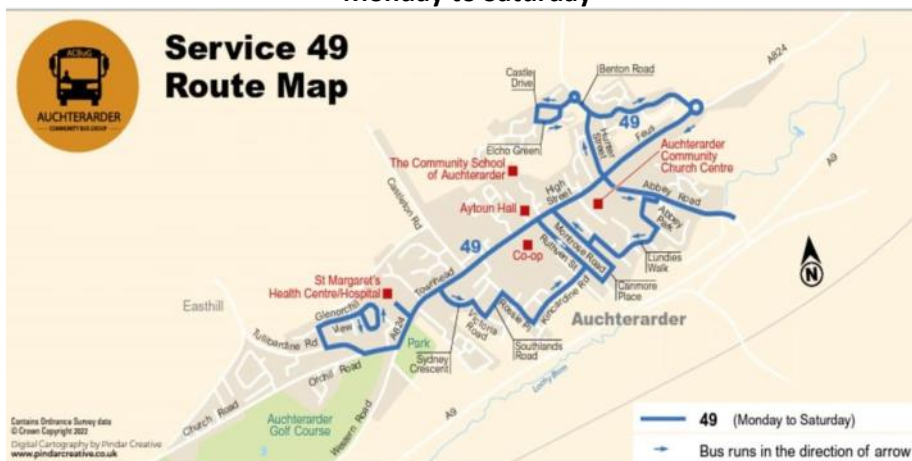 Monday to Saturday
ACBuG
AUCHTERARDER
COMMUNITY BUS GROUP
Service 49
Route Map
Castle
Drive
Benton Road
A824
49
Elcho Green
Hunter
Street
Feus
Auchterarder
Community
Church Centre
A9
The Community School
of Auchterarder
Castleton Rd
High
Street
Abbey Road
Aytoun Hall
Abbey
Park
49
Montrose Road
Ruthven St
Co-op
Lundies
Walk
St Margaret's
Health Centre/Hospital
Townhead
Canmore
Place
Kincardine Rd
Easthill
Glenorchil
View
A824
Rossie Pl
Auchterarder
Victoria
Road
Tullibardine Rd
Park
Southlands
Road
Sydney
Crescent
Orchil Road
Lochy Burn
N
Church Road
Auchterarder
Golf Course
Western Road
A9
Contains Ordnance Survey data
© Crown Copyright 2022
Digital Cartography by Pindar Creative
www.pindarcreative.co.uk
49 (Monday to Saturday)
Bus runs in the direction of arrow